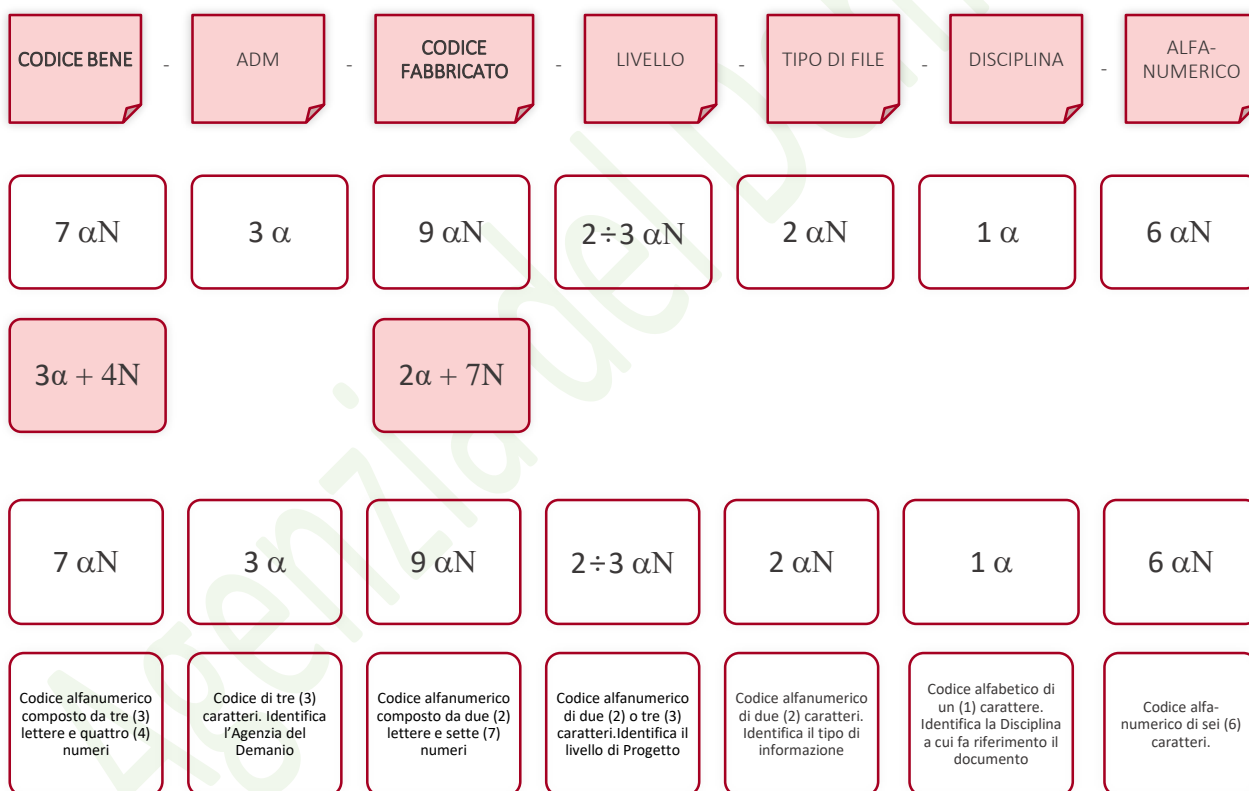 CODICE BENE - ADM - CODICE FABBRICATO - LIVELLO - TIPO DI FILE - DISCIPLINA - ALFA-NUMERICO
7 αN
3 α
9 αN
2÷3 αN
2 αN
1 α
6 αN
3α + 4N
2α + 7N
7 αN
3 α
9 αN
2÷3 αN
2 αN
1 α
6 αN
Codice alfanumerico
composto da tre (3)
lettere e quattro (4)
numeri
Codice di tre (3)
caratteri. Identifica
l’Agenzia del
Demanio
Codice alfanumerico
composto da due (2)
lettere e sette (7)
numeri
Codice alfanumerico
di due (2) o tre (3)
caratteri.Identifica il
livello di Progetto
Codice alfanumerico
di due (2) caratteri.
Identifica il tipo di
informazione
Codice alfabetico di
un (1) carattere.
Identifica la Disciplina
a cui fa riferimento il
documento
Codice alfa-
numerico di sei (6)
caratteri.
Agenzia del